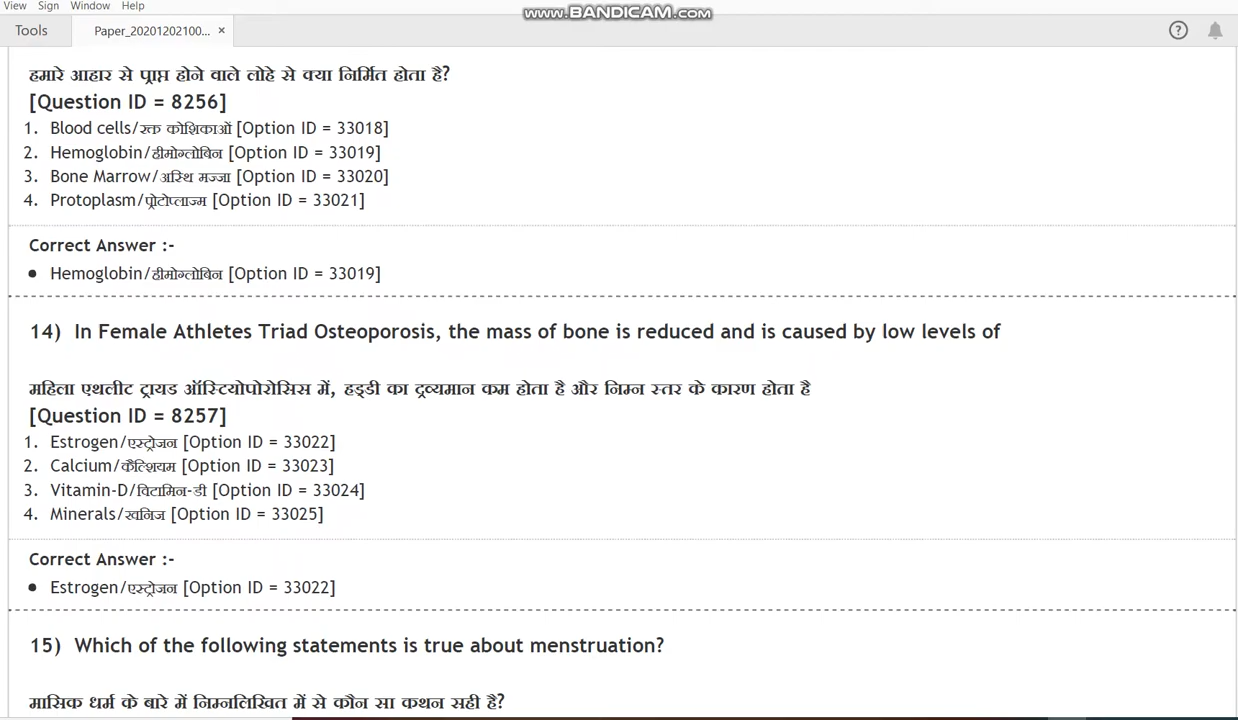 View Sign Window Help
www.BANDICAM.com
Tools Paper_20201202100... ×
हमारे आहार से प्राप्त होने वाले लोहे से क्या निर्मित होता है?
[Question ID = 8256]
1. Blood cells/रक्त कोशिकाओं [Option ID = 33018]
2. Hemoglobin/हीमोग्लोबिन [Option ID = 33019]
3. Bone Marrow/अस्थि मज्जा [Option ID = 33020]
4. Protoplasm/प्रोटोप्लाज्म [Option ID = 33021]
Correct Answer :-
• Hemoglobin/हीमोग्लोबिन [Option ID = 33019]
14) In Female Athletes Triad Osteoporosis, the mass of bone is reduced and is caused by low levels of
महिला एथलीट ट्रायड ऑस्टियोपोरोसिस में, हड्डी का द्रव्यमान कम होता है और निम्न स्तर के कारण होता है
[Question ID = 8257]
1. Estrogen/एस्ट्रोजन [Option ID = 33022]
2. Calcium/कैल्शियम [Option ID = 33023]
3. Vitamin-D/विटामिन-डी [Option ID = 33024]
4. Minerals/खनिज [Option ID = 33025]
Correct Answer :-
• Estrogen/एस्ट्रोजन [Option ID = 33022]
15) Which of the following statements is true about menstruation?
मासिक धर्म के बारे में निम्नलिखित में से कौन सा कथन सही है?